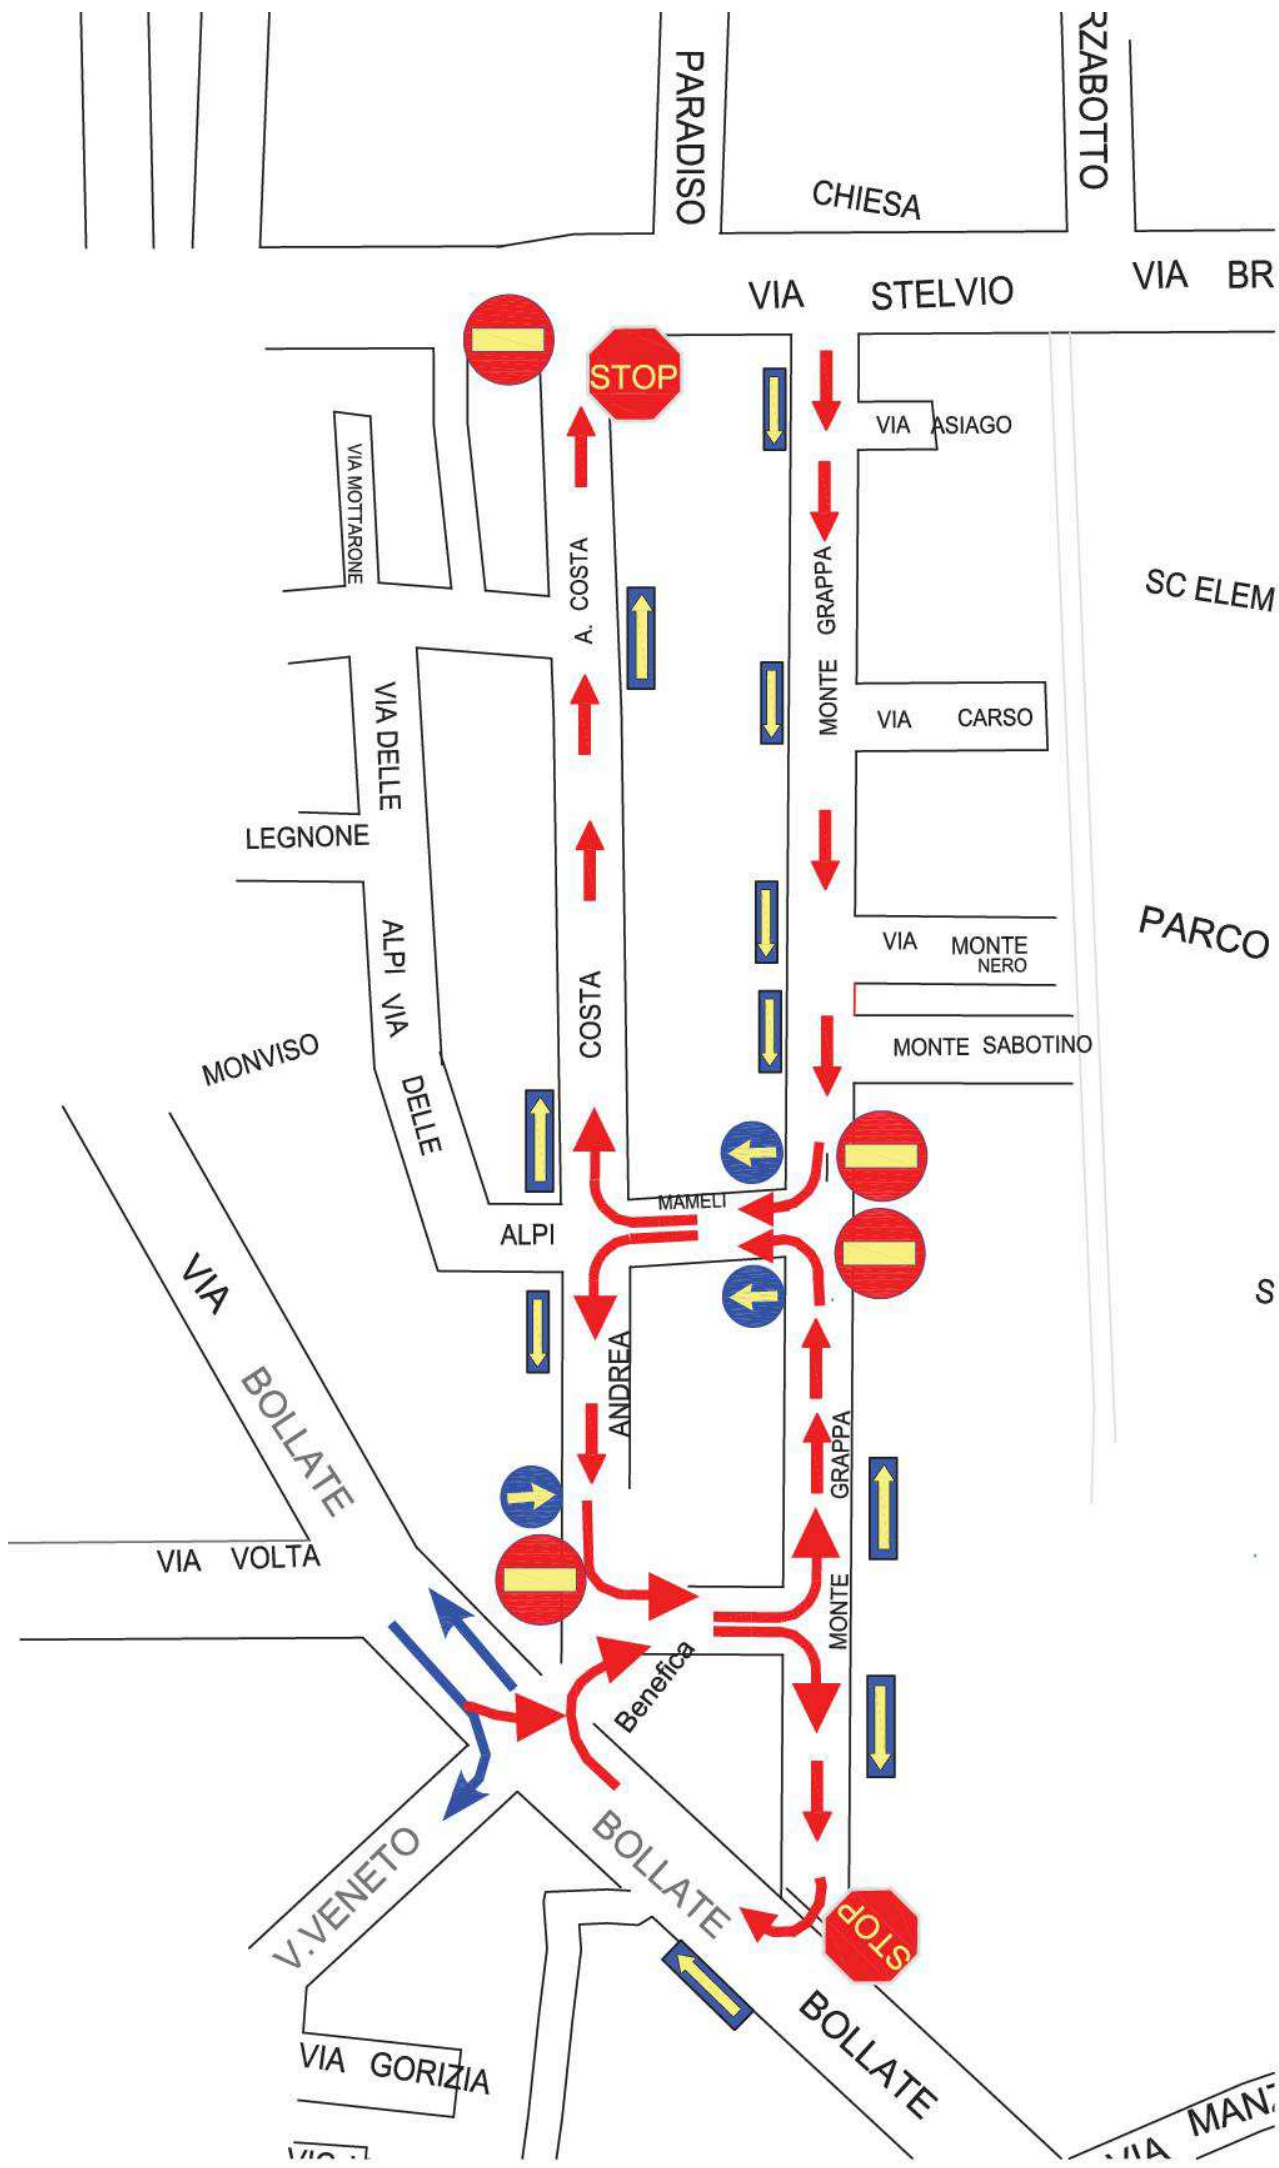 PARADISO
RZABOTTO
CHIESA
VIA BR
VIA STELVIO
STOP
VIA ASIAGO
VIA MOTTARONE
A. COSTA
MONTE GRAPPA
SC ELEM
VIA DELLE
VIA CARSO
LEGNONE
ALPI VIA
PARCO
VIA MONTE
NERO
COSTA
MONTE SABOTINO
MONVISO
DELLE
MAMELI
ALPI
VIA
S
BOLLATE
ANDREA
GRAPPA
VIA VOLTA
MONTE
Benefica
BOLLATE
V.VENETO
STOP
BOLLATE
VIA GORIZIA
VIA MANZ